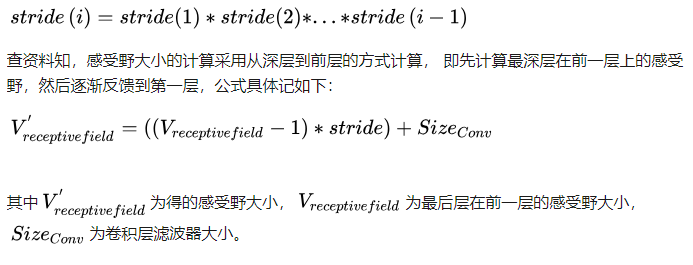 stride (i) = stride(1) * stride(2)*...*stride (i − 1)
查资料知，感受野大小的计算采用从深层到前层的方式计算， 即先计算最深层在前一层上的感受
野，然后逐渐反馈到第一层，公式具体记如下：
V'_{receptivefield} = ((V_{receptivefield} − 1) * stride) + Size_{Conv}
其中 V'_{receptivefield} 为得的感受野大小， V_{receptivefield} 为最后层在前一层的感受野大小，
Size_{Conv} 为卷积层滤波器大小。